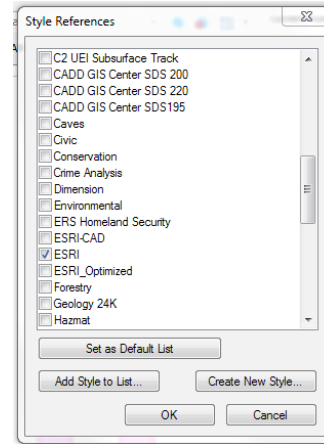 Style References
C2 UEI Subsurface Track
CADD GIS Center SDS 200
CADD GIS Center SDS 220
CADD GIS Center SDS195
Caves
Civic
Conservation
Crime Analysis
Dimension
Environmental
ERS Homeland Security
ESRI-CAD
ESRI
ESRI_Optimized
Forestry
Geology 24K
Hazmat
Set as Default List
Add Style to List... Create New Style...
OK Cancel